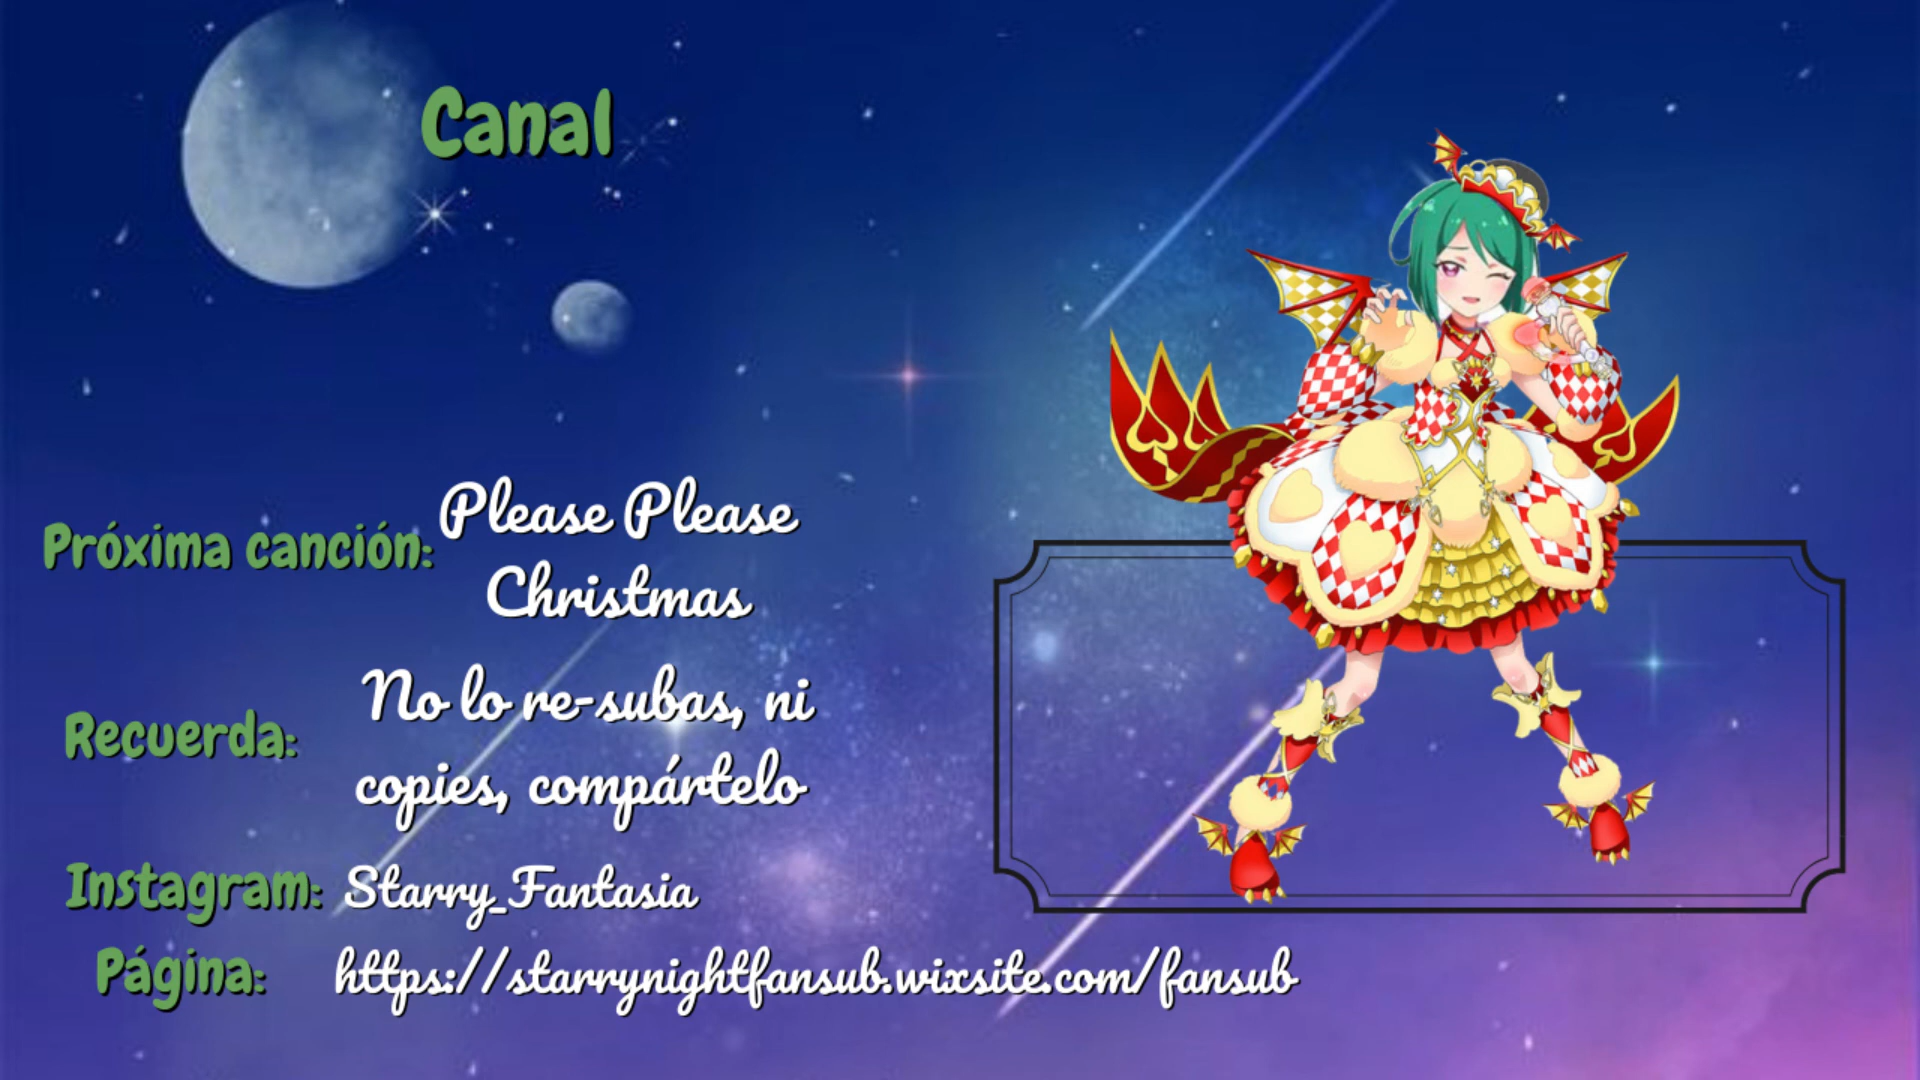 Canal
Próxima canción:
Please Please
Christmas
Recuerda:
No lo re-subas, ni
copies, compártelo
Instagram: Starry_Fantasia
Página: https://starrynightfansub.wixsite.com/fansub